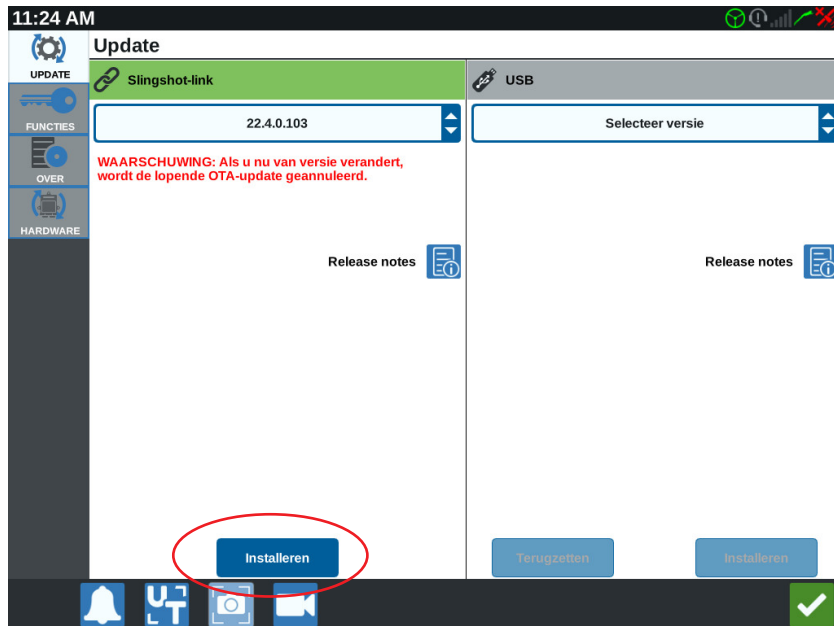 11:24 AM
Update
UPDATE
FUNCTIES
OVER
HARDWARE
Slingshot-link
22.4.0.103
WAARSCHUWING: Als u nu van versie verandert,
wordt de lopende OTA-update geannuleerd.
Release notes
Installeren
USB
Selecteer versie
Release notes
Terugzetten
Installeren
UT